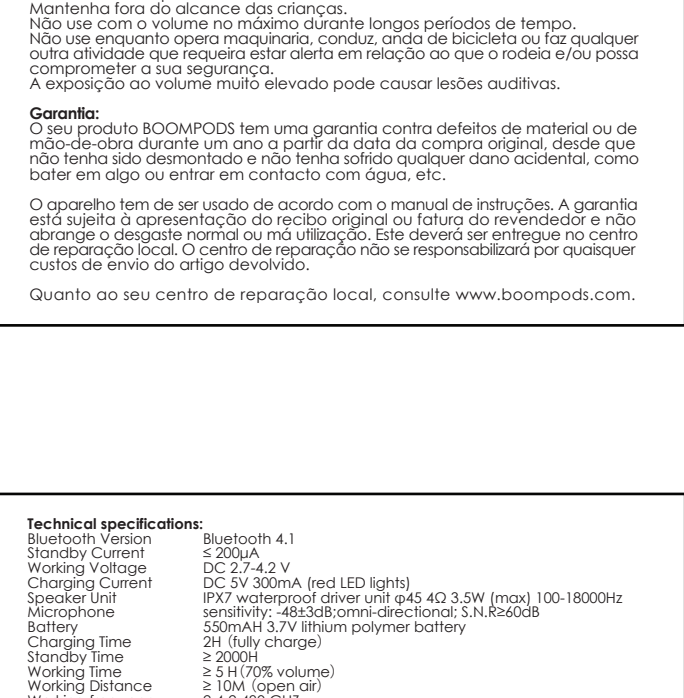 Mantenha fora do alcance das crianças.
Não use com o volume no máximo durante longos períodos de tempo.
Não use enquanto opera maquinaria, conduz, anda de bicicleta ou faz qualquer
outra atividade que requeira estar alerta em relação ao que o rodeia e/ou possa
comprometer a sua segurança.
A exposição ao volume muito elevado pode causar lesões auditivas.
Garantia:
O seu produto BOOMPODS tem uma garantia contra defeitos de material ou de
mão-de-obra durante um ano a partir da data da compra original, desde que
não tenha sido desmontado e não tenha sofrido qualquer dano acidental, como
bater em algo ou entrar em contacto com água, etc.
O aparelho tem de ser usado de acordo com o manual de instruções. A garantia
está sujeita à apresentação do recibo original ou fatura do revendedor e não
abrange o desgaste normal ou má utilização. Este deverá ser entregue no centro
de reparação local. O centro de reparação não se responsabilizará por quaisquer
custos de envio do artigo devolvido.
Quanto ao seu centro de reparação local, consulte www.boompods.com.
Technical specifications:
Bluetooth Version Bluetooth 4.1
Standby Current ≤ 200μA
Working Voltage DC 2.7-4.2 V
Charging Current DC 5V 300mA (red LED lights)
Speaker Unit IPX7 waterproof driver unit φ45 4Ω 3.5W (max) 100-18000Hz
Microphone sensitivity: -48±3dB;omni-directional; S.N.R≥60dB
Battery 550mAH 3.7V lithium polymer battery
Charging Time 2H (fully charge)
Standby Time ≥ 2000H
Working Time ≥ 5 H (70% volume)
Working Distance ≥ 10M (open air)